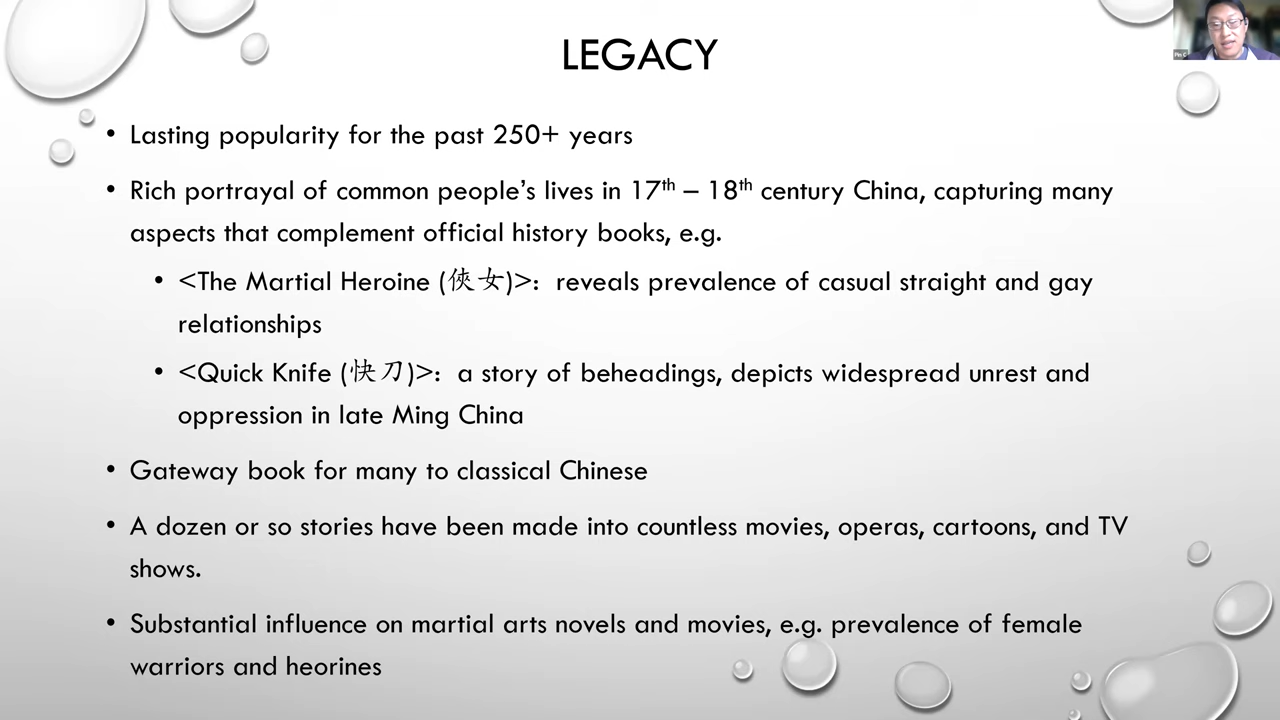 LEGACY
• Lasting popularity for the past 250+ years
• Rich portrayal of common people’s lives in 17th – 18th century China, capturing many
aspects that complement official history books, e.g.
• <The Martial Heroine (俠女)>：reveals prevalence of casual straight and gay
relationships
• <Quick Knife (快刀)>：a story of beheadings, depicts widespread unrest and
oppression in late Ming China
• Gateway book for many to classical Chinese
• A dozen or so stories have been made into countless movies, operas, cartoons, and TV
shows.
• Substantial influence on martial arts novels and movies, e.g. prevalence of female
warriors and heorines